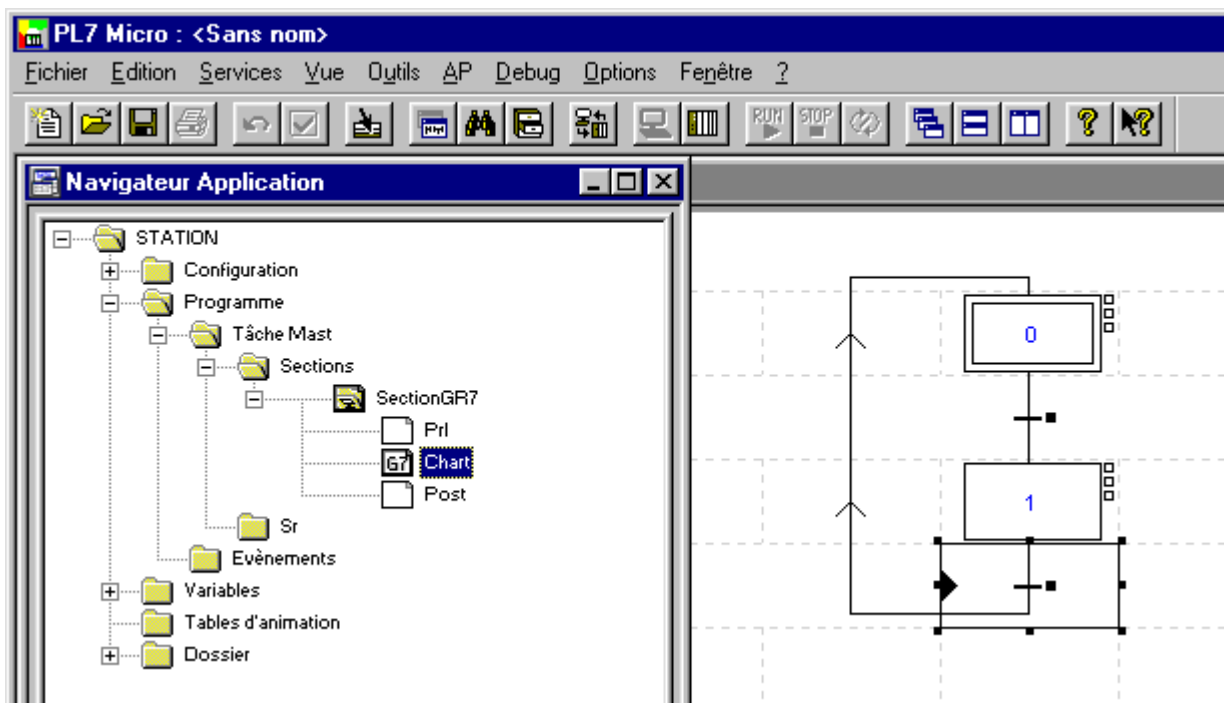 PL7 Micro : <Sans nom>
Fichier Edition Services Vue Outils AP Debug Options Fenêtre ?
RUN STOP
Navigateur Application
STATION
Configuration
Programme
Tâche Mast
Sections
SectionGR7
Prl
G7 Chart
Post
Sr
Evènements
Variables
Tables d'animation
Dossier
0
1